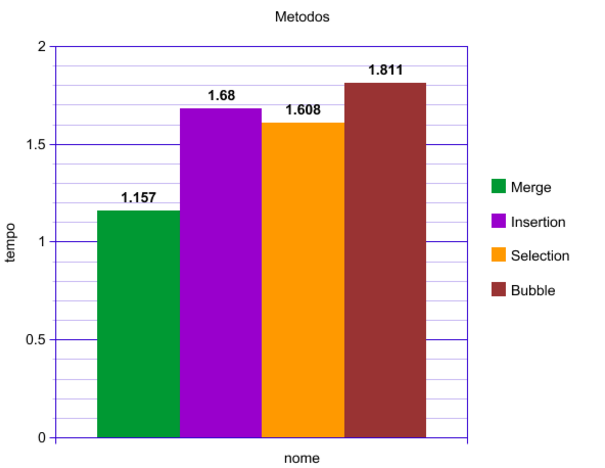 Metodos
2
1.811
1.68
1.608
1.5
Merge
1.157
Insertion
tempo
1
Selection
Bubble
0.5
0
nome